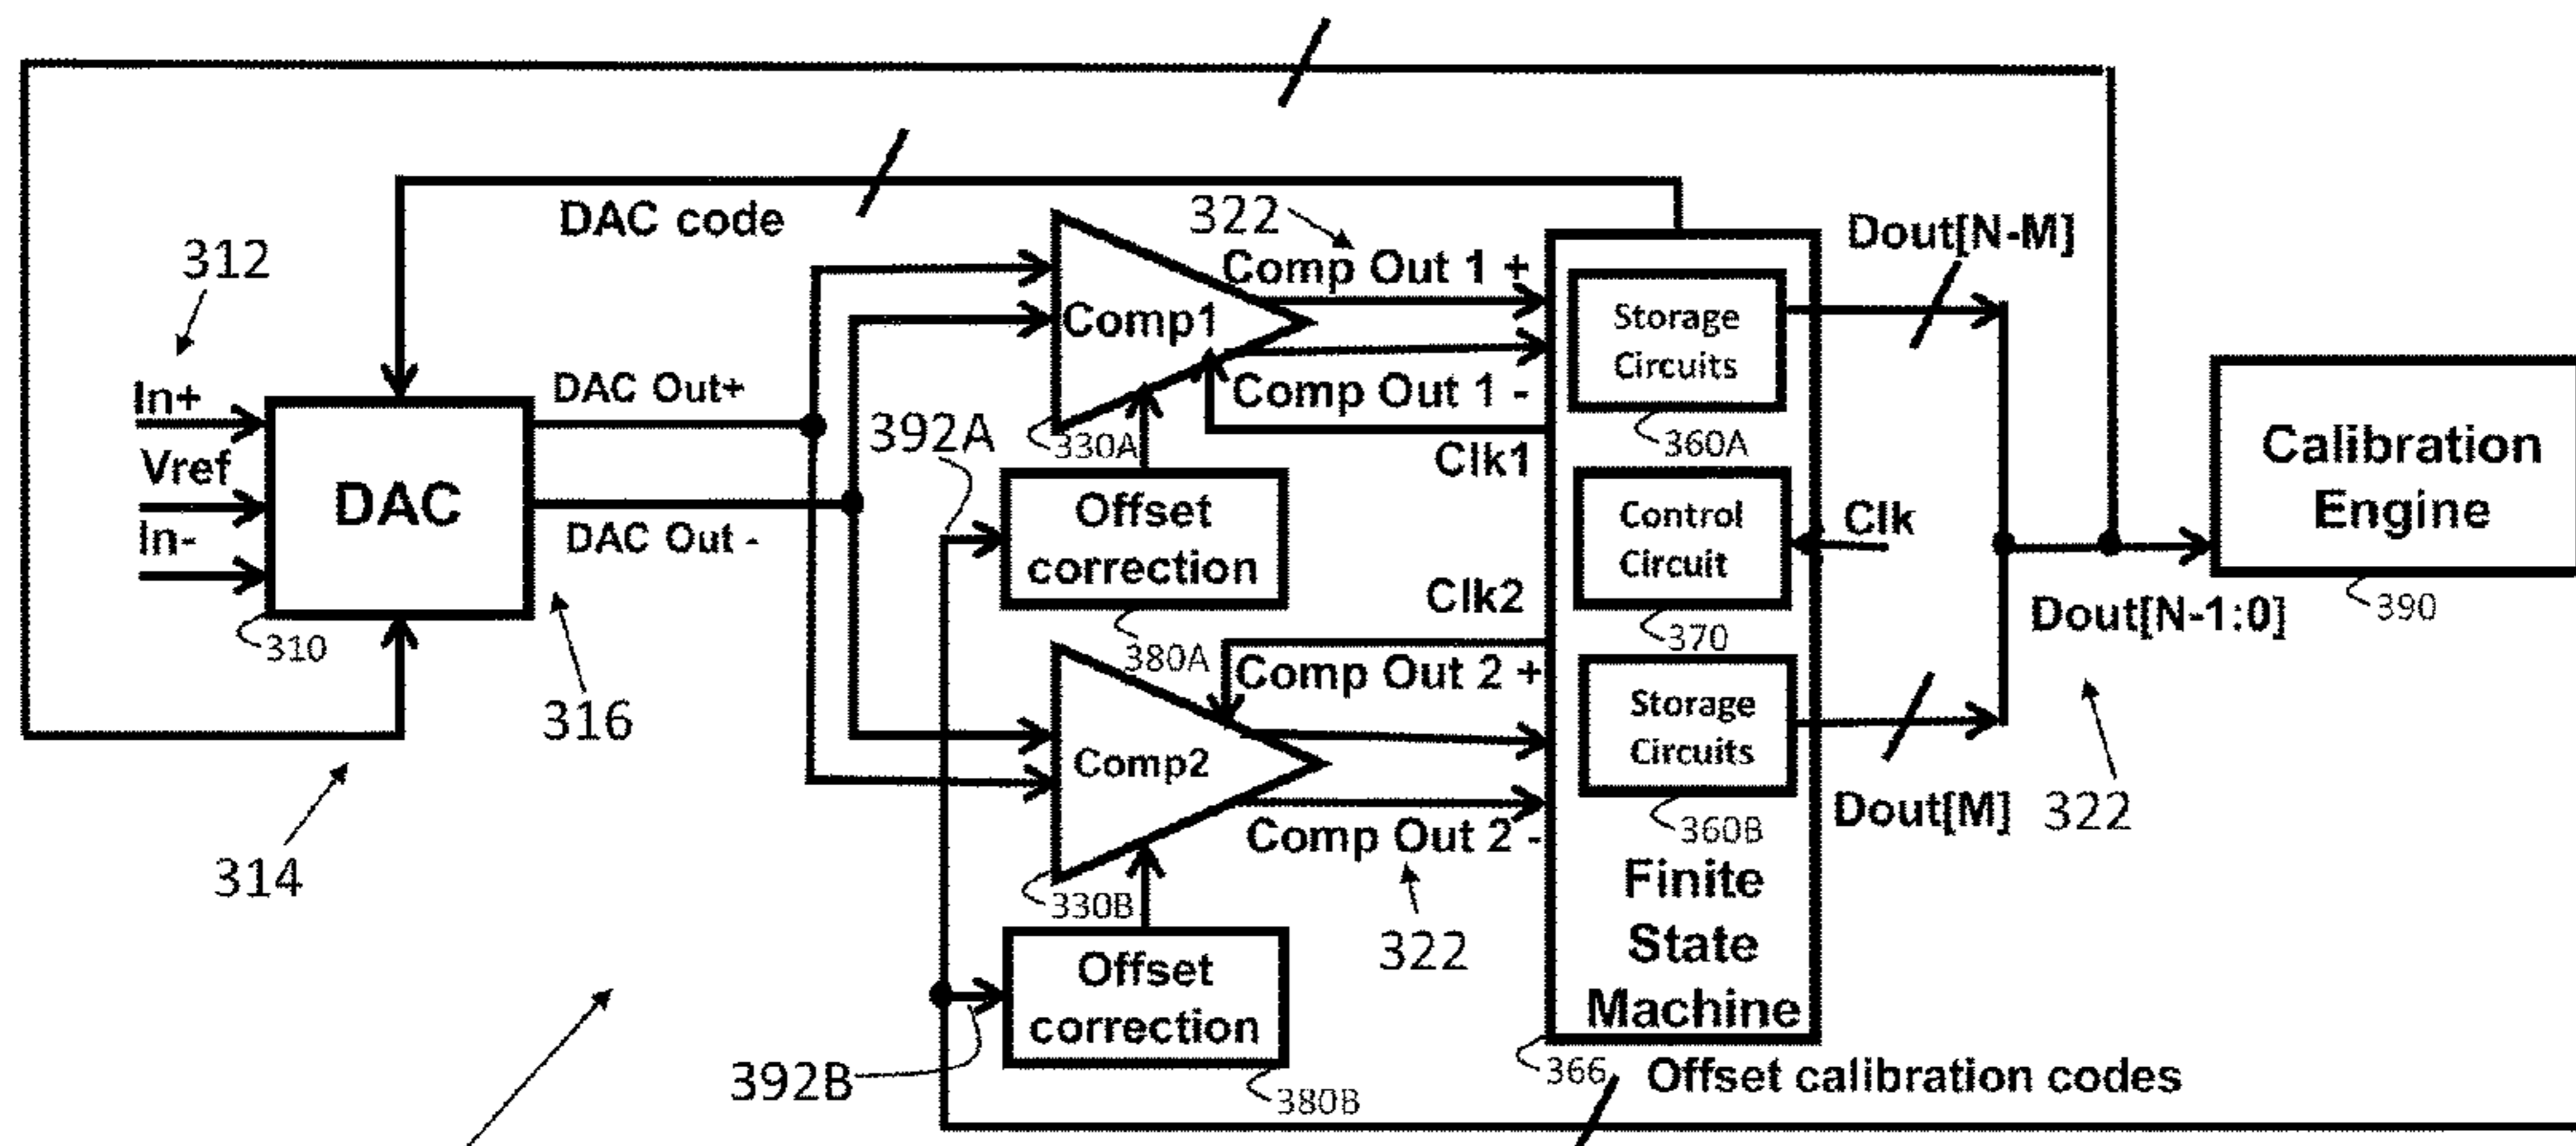 DAC code
312
322
Comp Out 1 +
Dout[N-M]
In+
Vref
In-
DAC
310
DAC Out+
DAC Out -
316
314
Comp1
330A
Comp Out 1 -
Clk1
392A
Offset
correction
380A
Clk2
Comp Out 2 +
Comp2
330B
Comp Out 2 -
322
Offset
correction
380B
392B
Storage
Circuits
360A
Control
Circuit
370
Clk
Storage
Circuits
360B
Finite
State
Machine
366
Dout[M]
Dout[N-1:0]
322
Calibration
Engine
390
Offset calibration codes